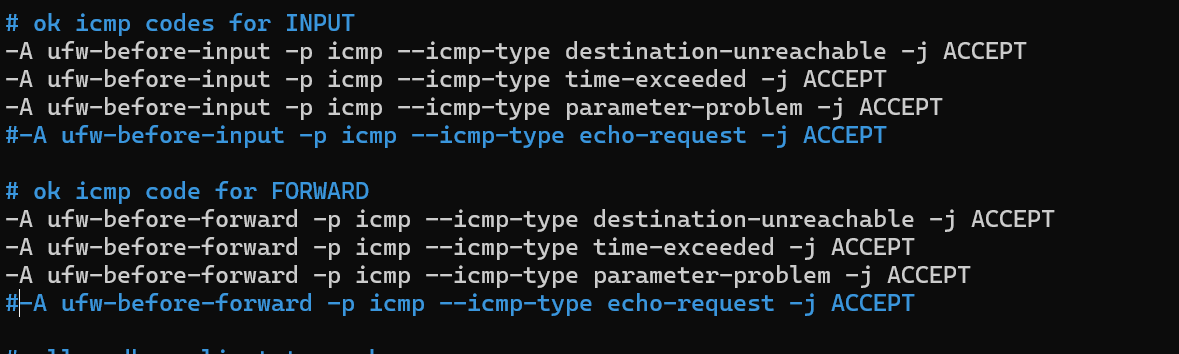 # ok icmp codes for INPUT
-A ufw-before-input -p icmp --icmp-type destination-unreachable -j ACCEPT
-A ufw-before-input -p icmp --icmp-type time-exceeded -j ACCEPT
-A ufw-before-input -p icmp --icmp-type parameter-problem -j ACCEPT
#-A ufw-before-input -p icmp --icmp-type echo-request -j ACCEPT
# ok icmp code for FORWARD
-A ufw-before-forward -p icmp --icmp-type destination-unreachable -j ACCEPT
-A ufw-before-forward -p icmp --icmp-type time-exceeded -j ACCEPT
-A ufw-before-forward -p icmp --icmp-type parameter-problem -j ACCEPT
#-A ufw-before-forward -p icmp --icmp-type echo-request -j ACCEPT